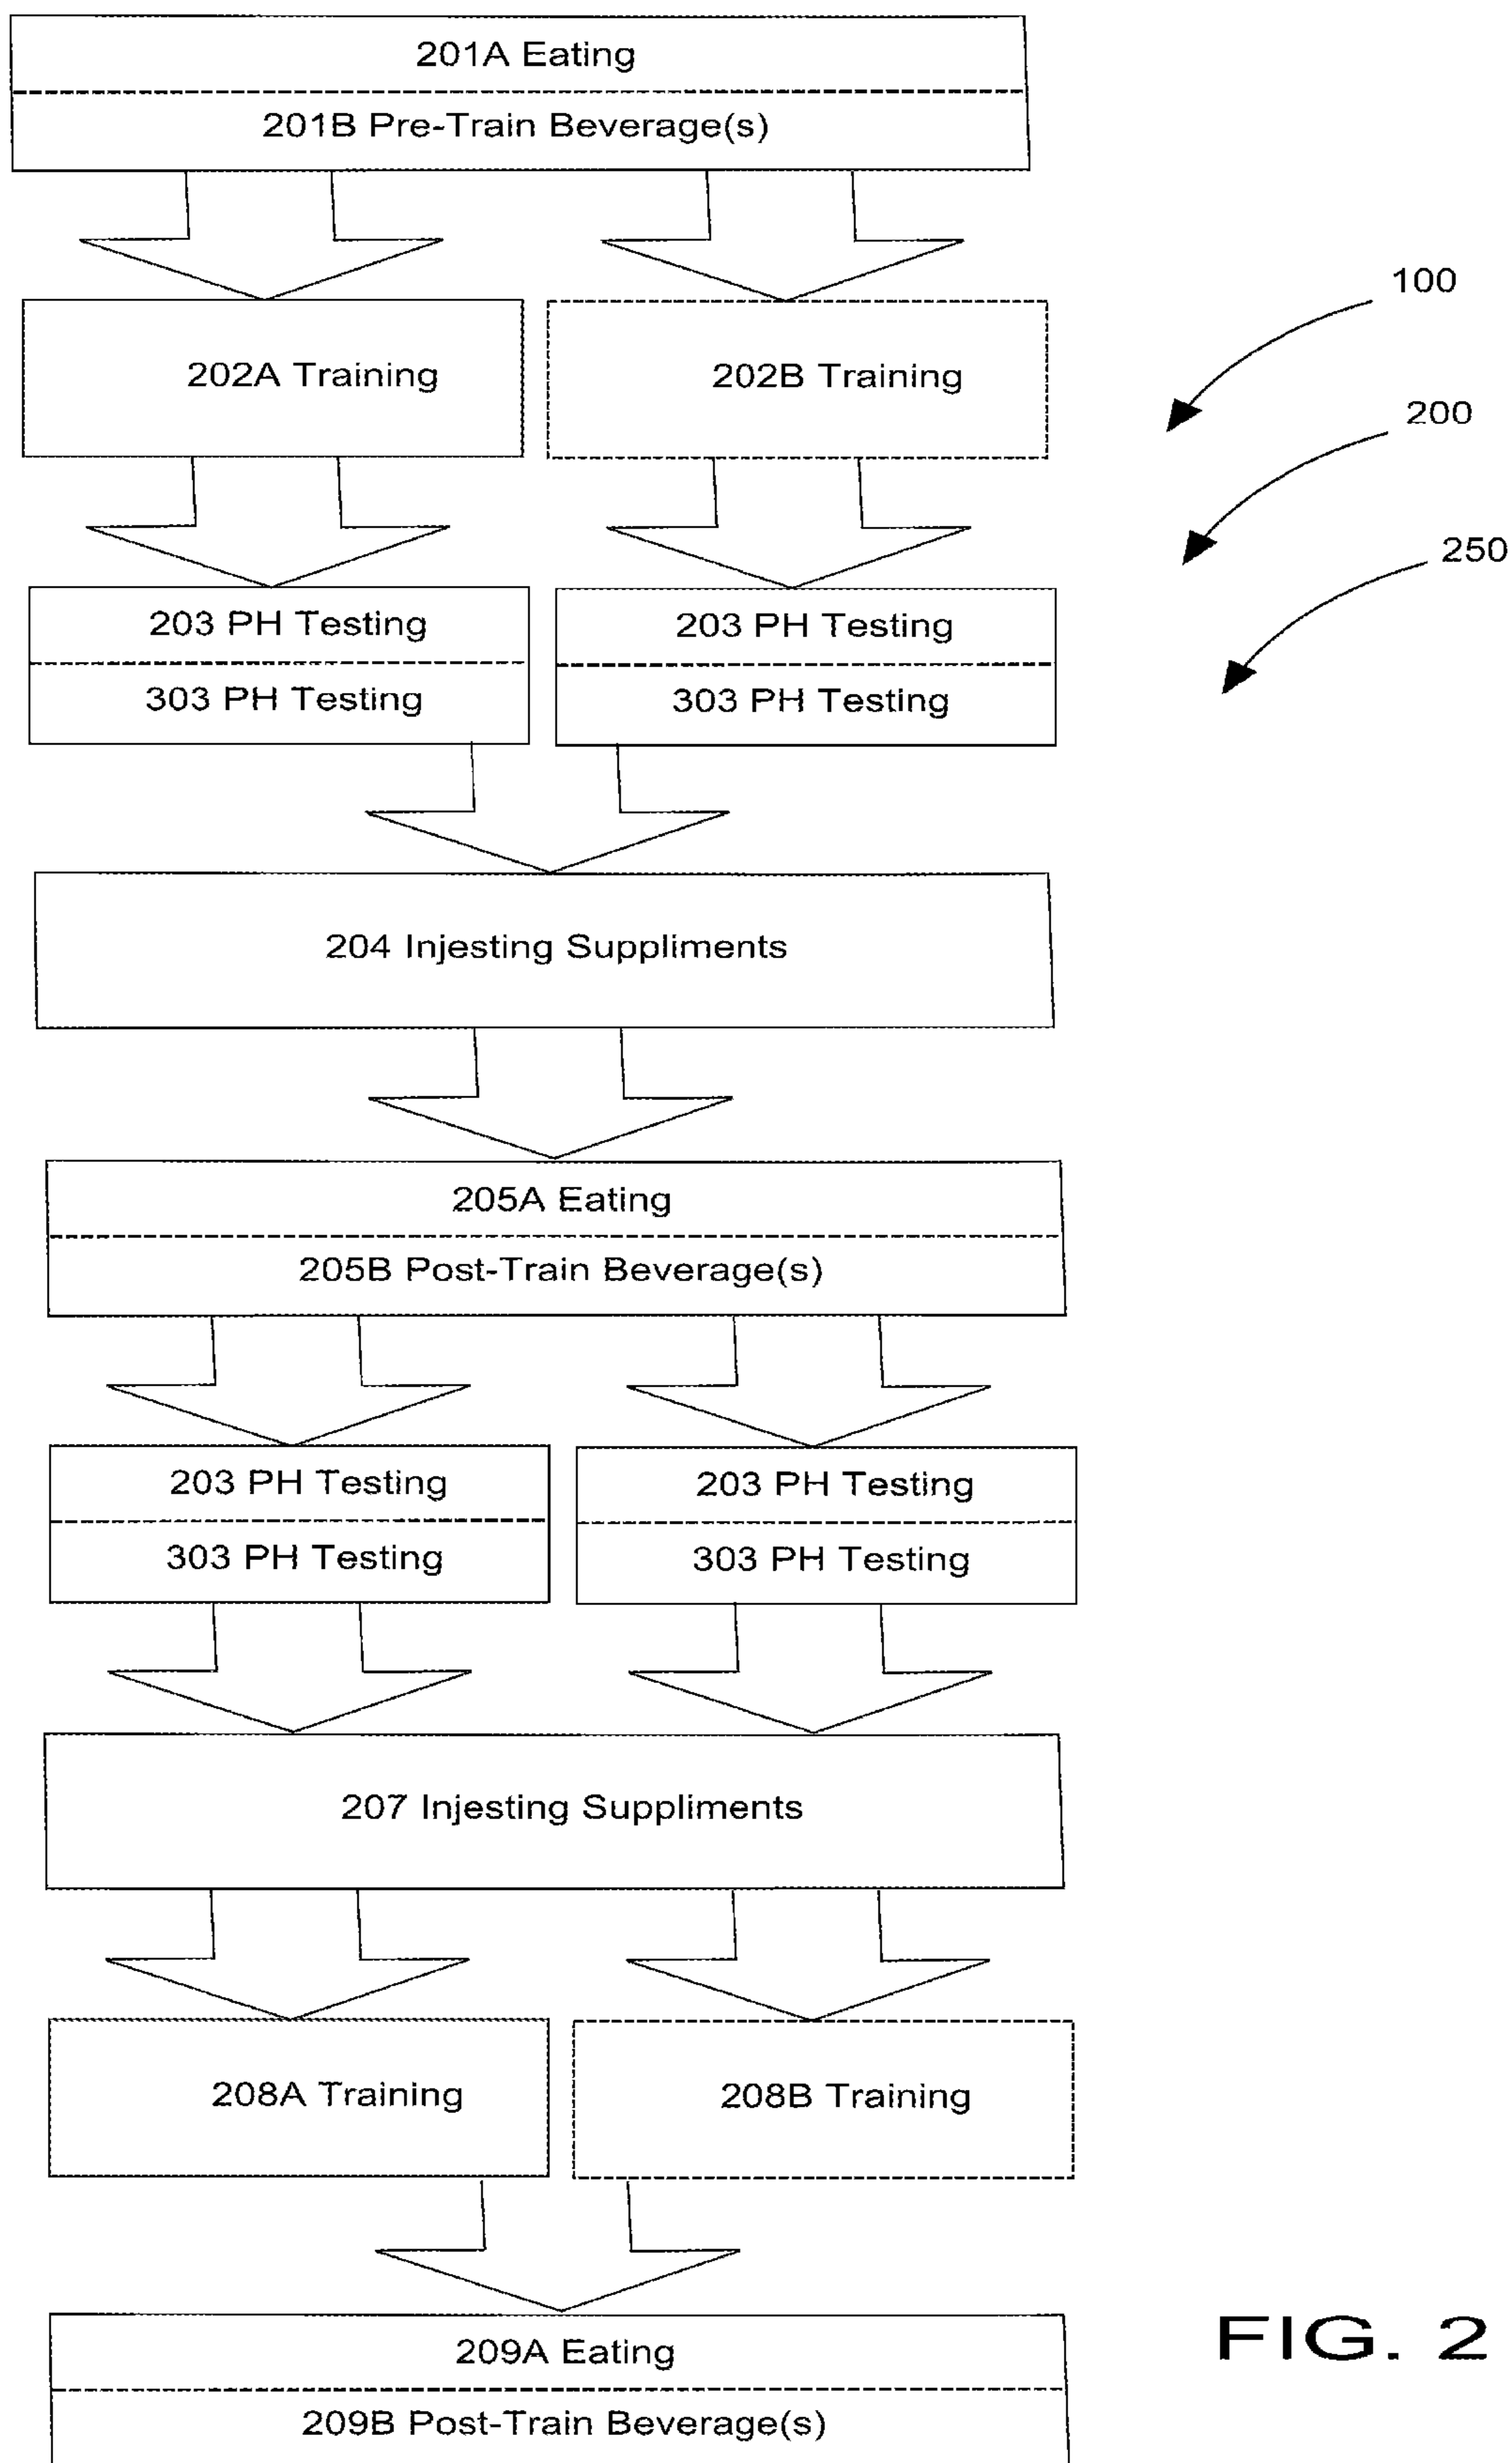 201A Eating
201B Pre-Train Beverage(s)
100
202A Training
202B Training
200
250
203 PH Testing
203 PH Testing
303 PH Testing
303 PH Testing
204 Injesting Suppliments
205A Eating
205B Post-Train Beverage(s)
203 PH Testing
203 PH Testing
303 PH Testing
303 PH Testing
207 Injesting Suppliments
208A Training
208B Training
209A Eating
209B Post-Train Beverage(s)
FIG. 2